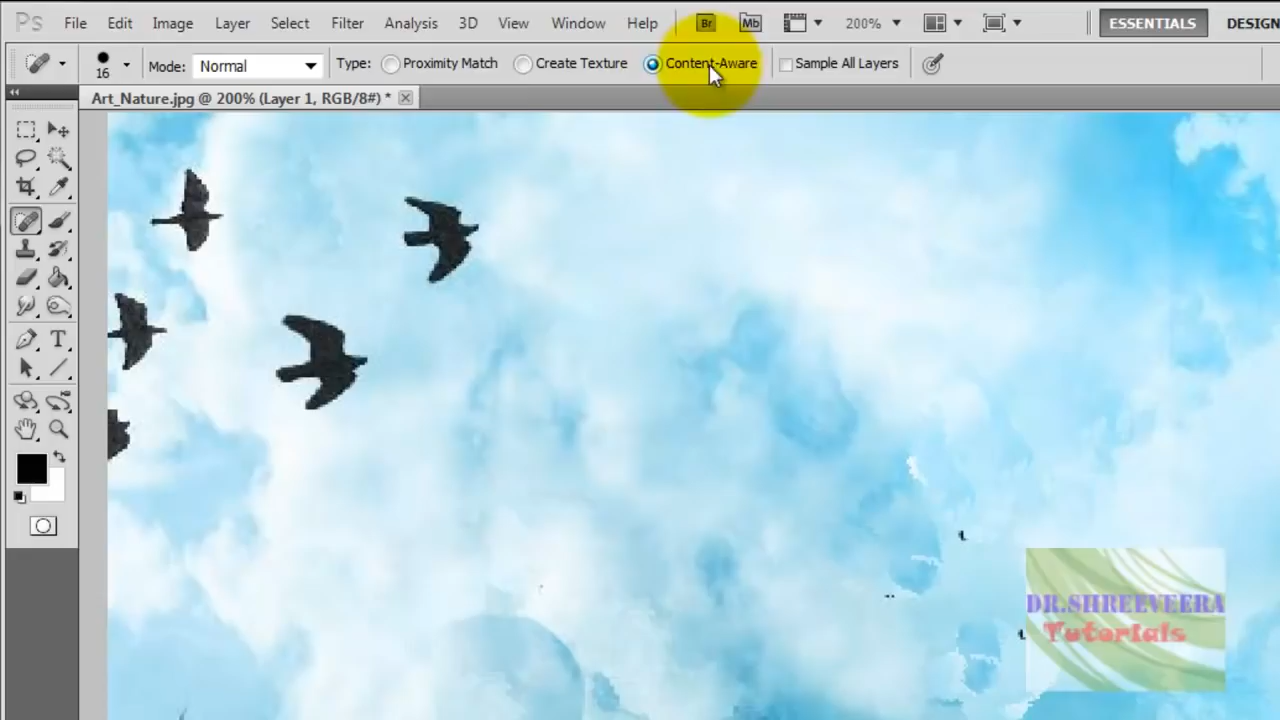 Ps File Edit Image Layer Select Filter Analysis 3D View Window Help Br Mb 200% ESSENTIALS DESIGN
16 Mode: Normal Type: Proximity Match Create Texture Content-Aware Sample All Layers
Art_Nature.jpg @ 200% (Layer 1, RGB/8#) *
T
DR.SHREEVEERA
Tutorials